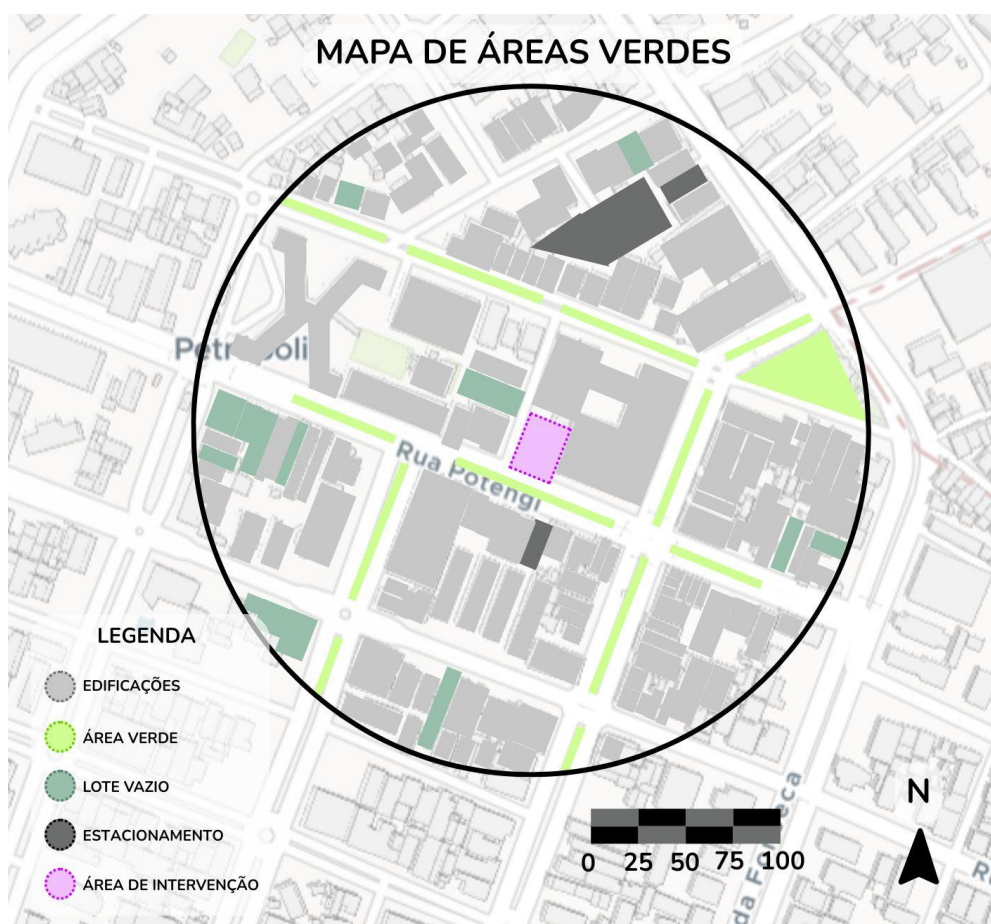 MAPA DE ÁREAS VERDES
Rua Potengi
LEGENDA
EDIFICAÇÕES
ÁREA VERDE
LOTE VAZIO
ESTACIONAMENTO
ÁREA DE INTERVENÇÃO
N
0 25 50 75 100